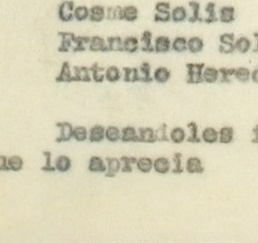 Cosme Solis
Francisco Sol
Antonio Hered
Deseandoles
ue lo aprecia